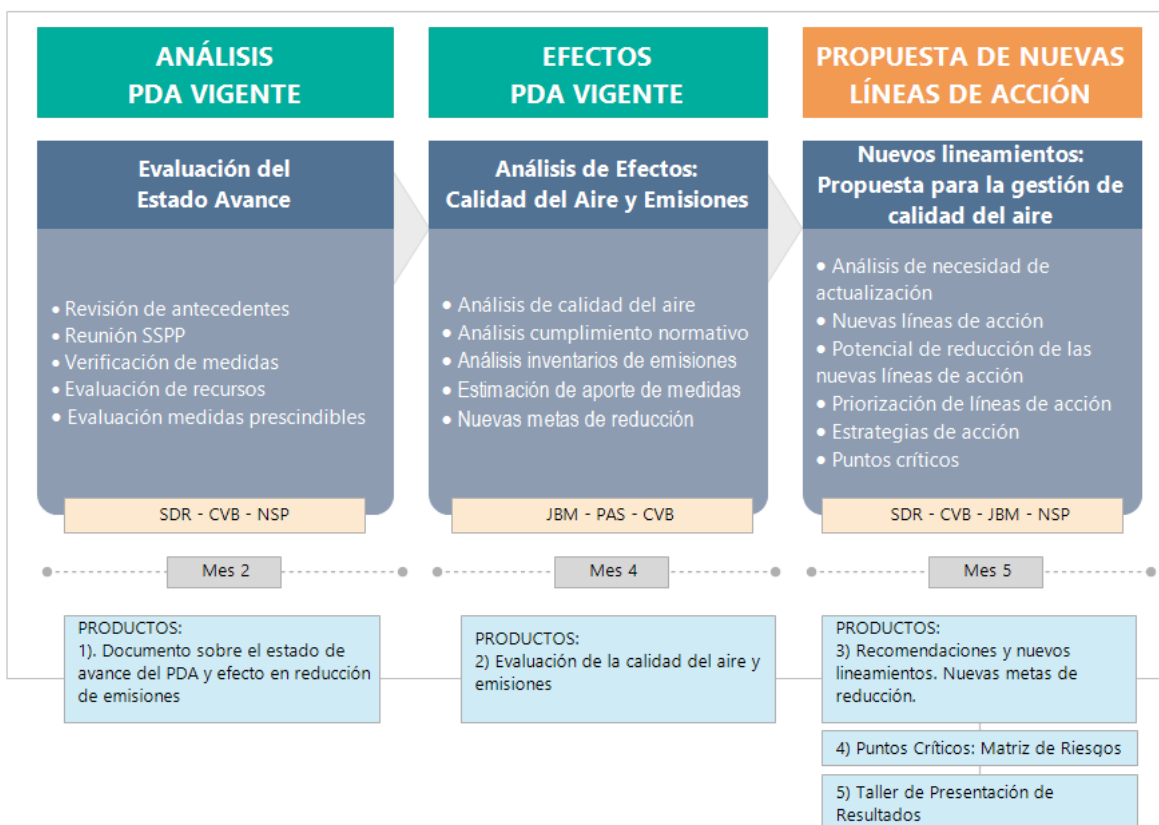 ANÁLISIS
PDA VIGENTE
Evaluación del
Estado Avance
• Revisión de antecedentes
• Reunión SSPP
• Verificación de medidas
• Evaluación de recursos
• Evaluación medidas prescindibles
SDR - CVB - NSP
Mes 2
PRODUCTOS:
1). Documento sobre el estado de
avance del PDA y efecto en reducción
de emisiones
EFECTOS
PDA VIGENTE
Análisis de Efectos:
Calidad del Aire y Emisiones
• Análisis de calidad del aire
• Análisis cumplimiento normativo
• Análisis inventarios de emisiones
• Estimación de aporte de medidas
• Nuevas metas de reducción
JBM - PAS - CVB
Mes 4
PRODUCTOS:
2) Evaluación de la calidad del aire y
emisiones
PROPUESTA DE NUEVAS
LÍNEAS DE ACCIÓN
Nuevos lineamientos:
Propuesta para la gestión de
calidad del aire
• Análisis de necesidad de
actualización
• Nuevas líneas de acción
• Potencial de reducción de las
nuevas líneas de acción
• Priorización de líneas de acción
• Estrategias de acción
• Puntos críticos
SDR - CVB - JBM - NSP
Mes 5
PRODUCTOS:
3) Recomendaciones y nuevos
lineamientos. Nuevas metas de
reducción.
4) Puntos Críticos: Matriz de Riesgos
5) Taller de Presentación de
Resultados